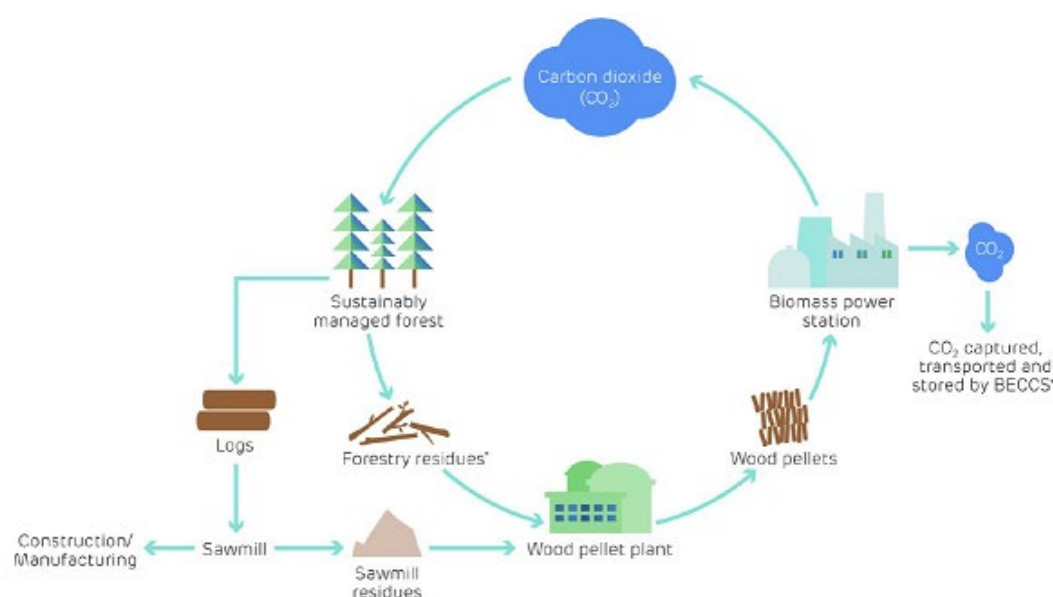 Carbon dioxide
(CO₂)
Sustainably
managed forest
Biomass power
station
CO₂
CO₂ captured,
transported and
stored by BECCS*
Logs
Forestry residues*
Wood pellets
Construction/
Manufacturing
Sawmill
Sawmill
residues
Wood pellet plant